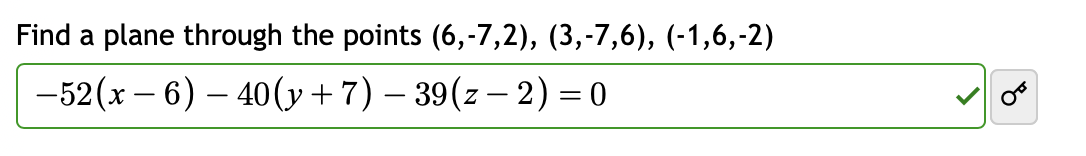 Find a plane through the points (6,-7,2), (3,-7,6), (-1,6,-2)
−52(x − 6) − 40(y + 7) − 39(z − 2) = 0